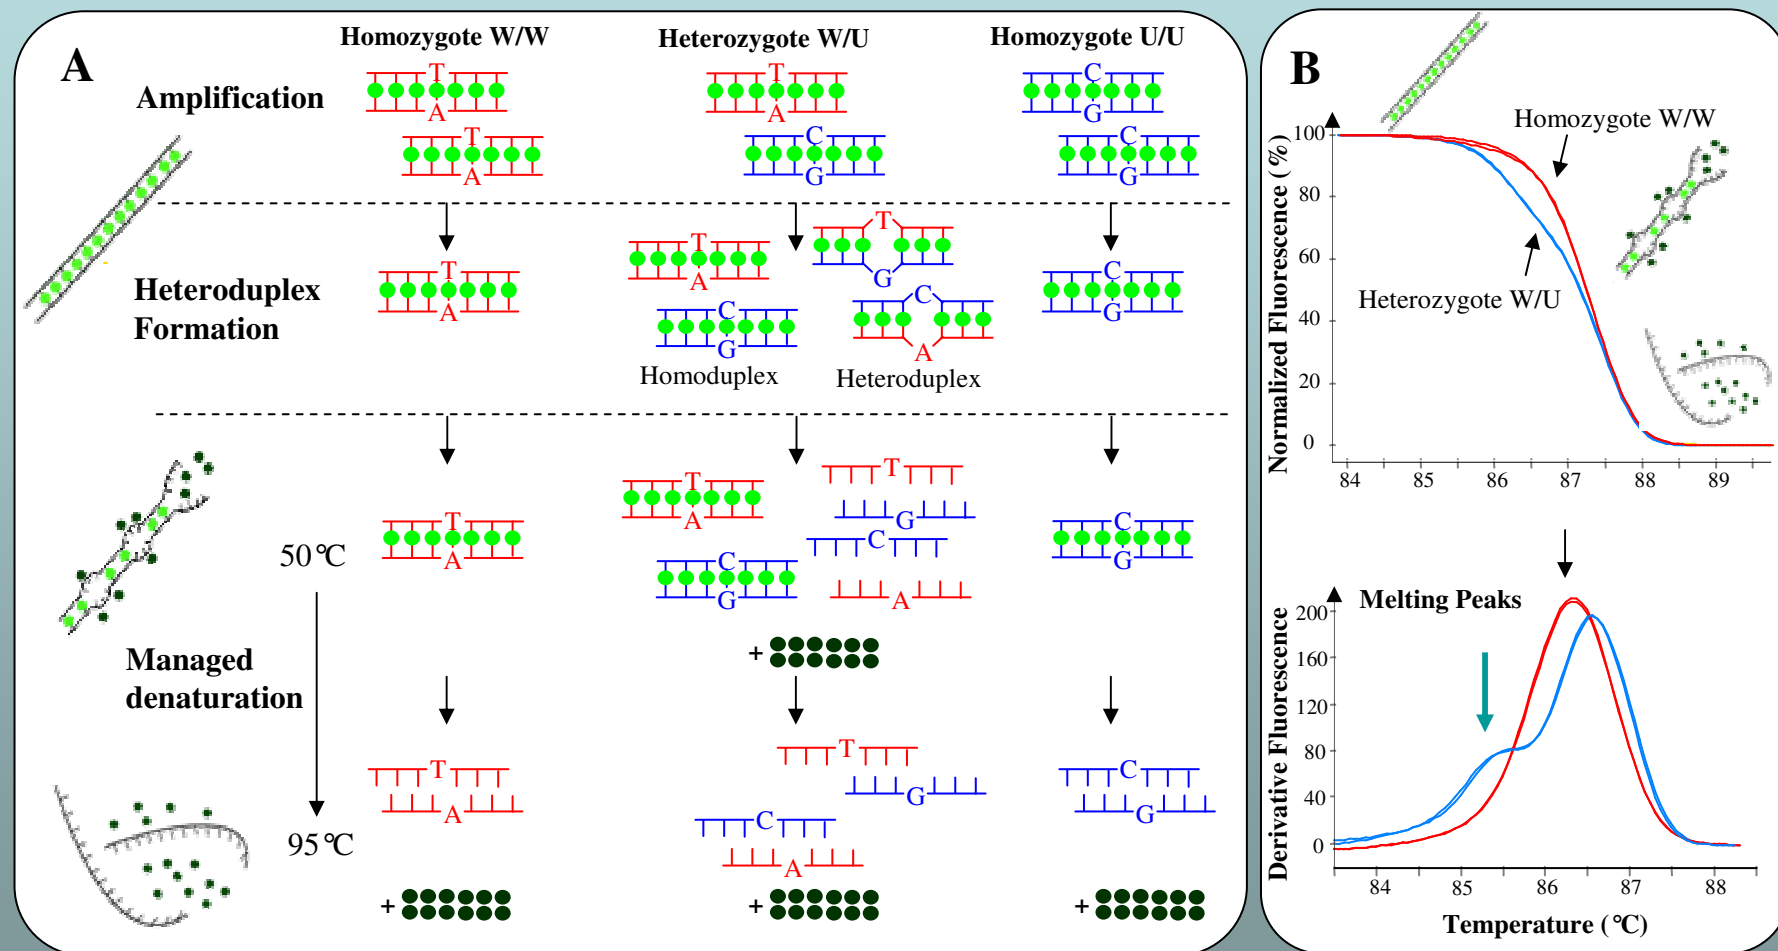 A
Homozygote W/W
Heterozygote W/U
Homozygote U/U
Amplification
T
A
T
A
T
A
C
G
C
G
C
G
Heteroduplex
Formation
T
A
T
A
T
G
C
G
C
A
C
G
Homoduplex
Heteroduplex
50°C
T
A
T
A
T
G
C
C
G
A
C
G
+
Managed
denaturation
95°C
T
A
T
G
C
A
C
G
+
+
+
B
Normalized Fluorescence (%)
100
80
60
40
20
0
Homozygote W/W
Heterozygote W/U
84 85 86 87 88 89
Melting Peaks
Derivative Fluorescence
200
160
120
80
40
0
84 85 86 87 88
Temperature (°C)